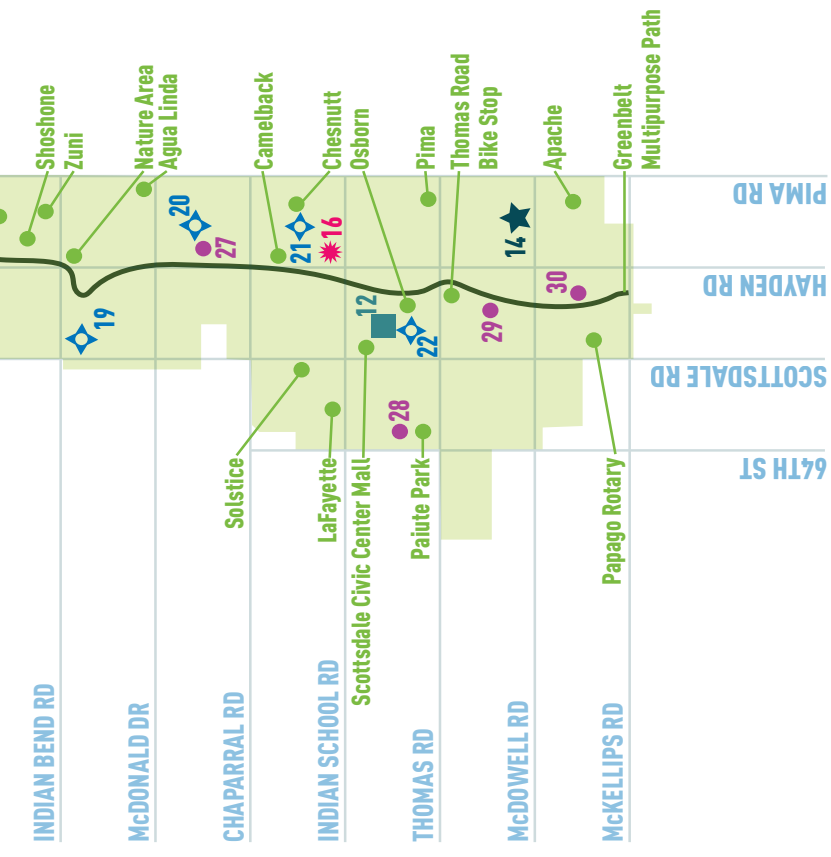 Shoshone
Zuni
Nature Area
Agua Linda
Camelback
Chesnutt
Osborn
Pima
Thomas Road
Bike Stop
Apache
Greenbelt
Multipurpose Path
PIMA RD
20
27
21
16
14
HAYDEN RD
30
19
12
22
29
SCOTTSDALE RD
28
64TH ST
Solstice
LaFayette
Scottsdale Civic Center Mall
Paiute Park
Papago Rotary
INDIAN BEND RD
McDONALD DR
CHAPARRAL RD
INDIAN SCHOOL RD
THOMAS RD
McDOWELL RD
McKELLIPS RD